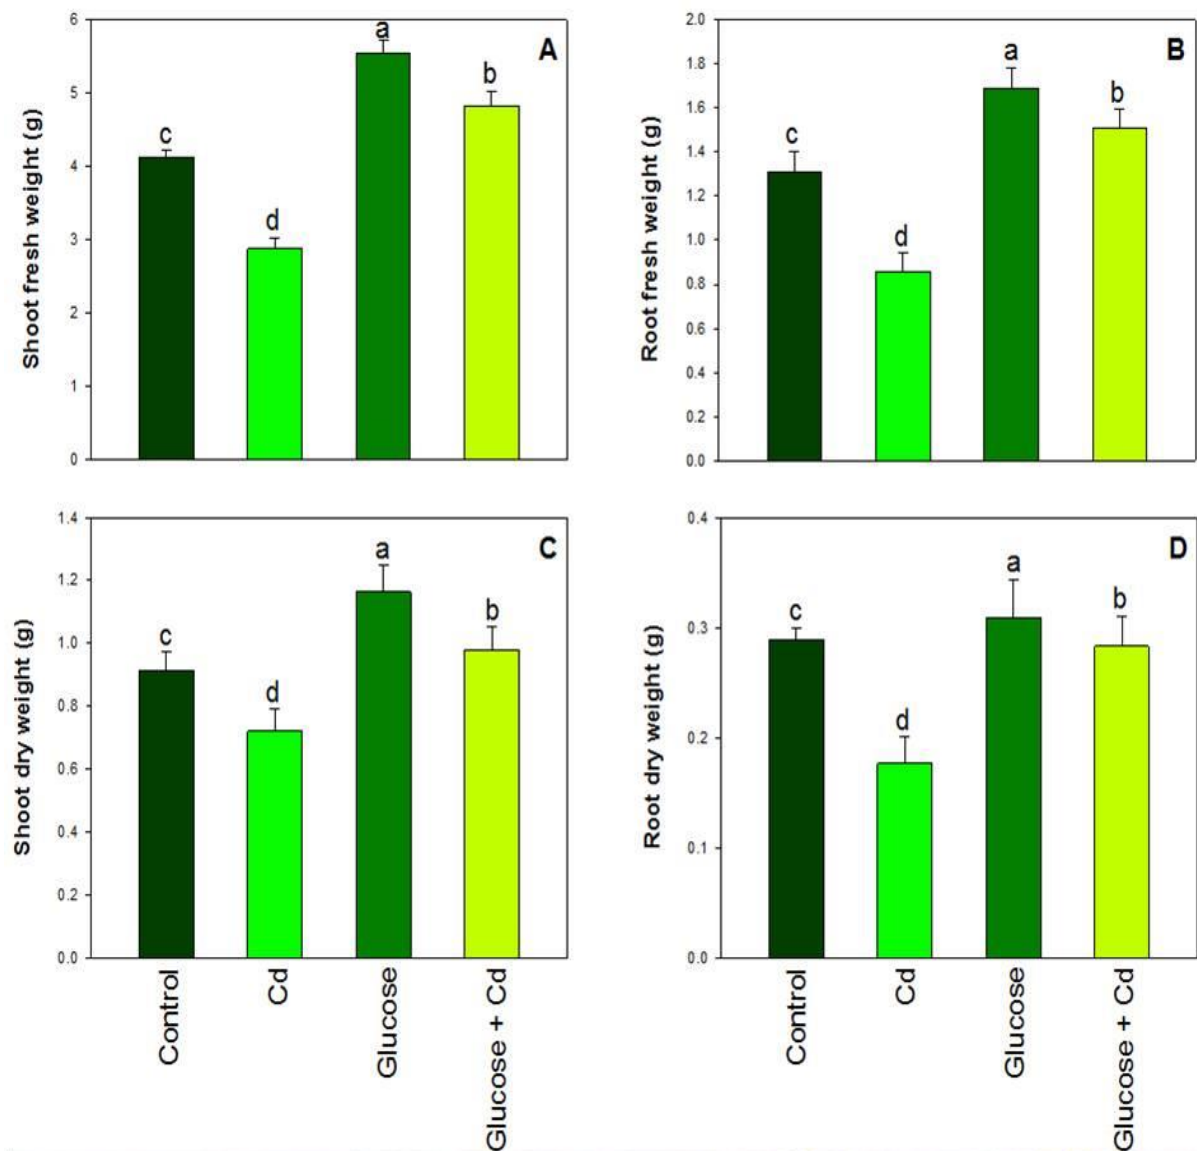 Shoot fresh weight (g)
6
5
4
3
2
1
0
A
c
d
a
b
Root fresh weight (g)
2.0
1.8
1.6
1.4
1.2
1.0
0.8
0.6
0.4
0.2
0.0
B
c
d
a
b
Shoot dry weight (g)
1.4
1.2
1.0
0.8
0.6
0.4
0.2
0.0
C
c
d
a
b
Control
Cd
Glucose
Glucose + Cd
Root dry weight (g)
0.4
0.3
0.2
0.1
0.0
D
c
d
a
b
Control
Cd
Glucose
Glucose + Cd